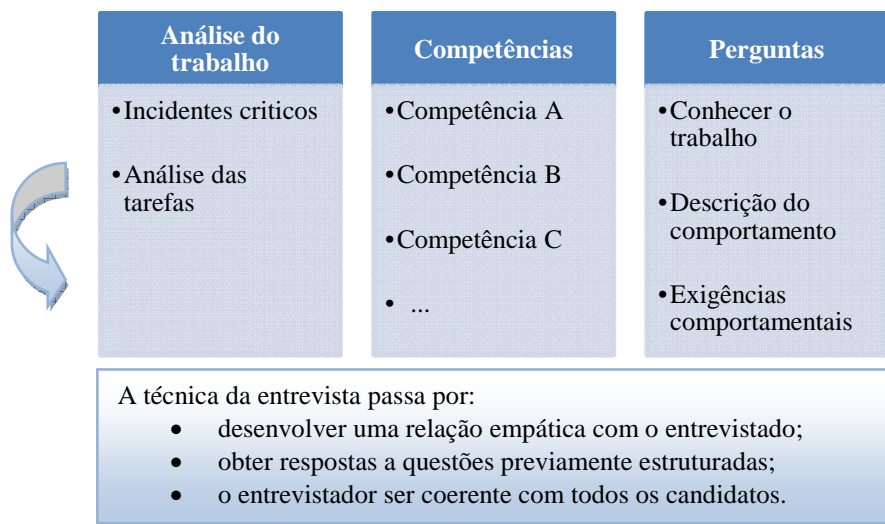 Análise do
trabalho
•Incidentes criticos
•Análise das
tarefas
Competências
•Competência A
•Competência B
•Competência C
• ...
Perguntas
•Conhecer o
trabalho
•Descrição do
comportamento
•Exigências
comportamentais
A técnica da entrevista passa por:
• desenvolver uma relação empática com o entrevistado;
• obter respostas a questões previamente estruturadas;
• o entrevistador ser coerente com todos os candidatos.